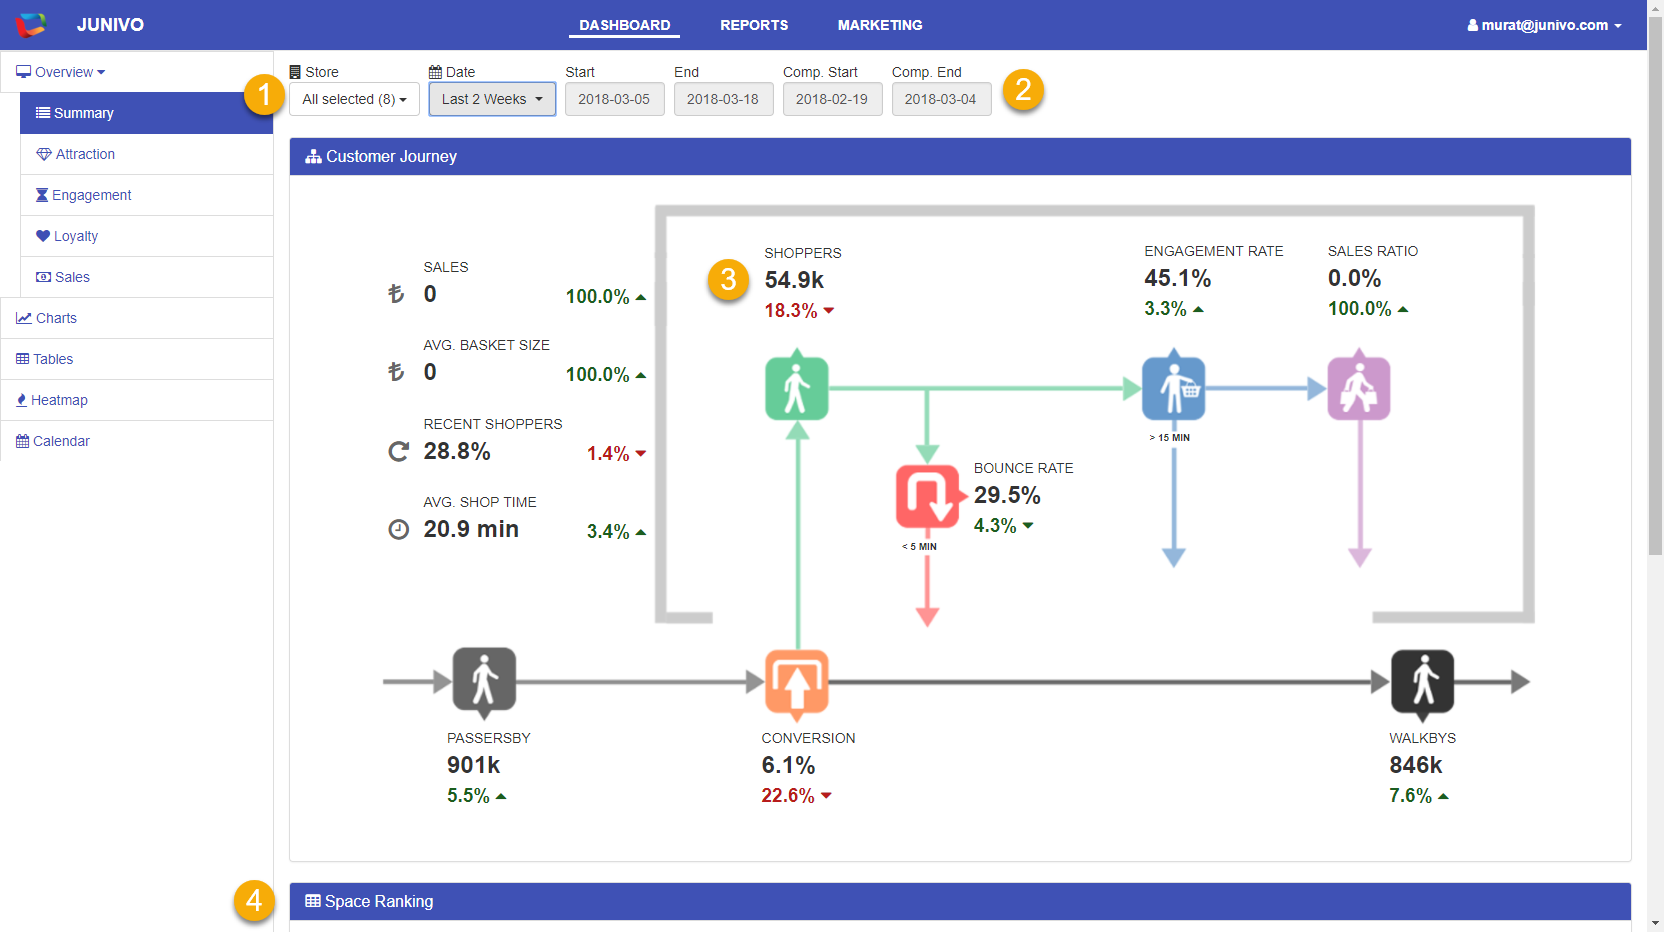 JUNIVO
DASHBOARD REPORTS MARKETING
murat@junivo.com
Overview
Summary
Attraction
Engagement
Loyalty
Sales
Charts
Tables
Heatmap
Calendar
1
Store Date Start End Comp. Start Comp. End
All selected (8) Last 2 Weeks 2018-03-05 2018-03-18 2018-02-19 2018-03-04
2
Customer Journey
SALES
0 100.0%
AVG. BASKET SIZE
0 100.0%
RECENT SHOPPERS
28.8% 1.4%
AVG. SHOP TIME
20.9 min 3.4%
3
SHOPPERS
54.9k
18.3%
ENGAGEMENT RATE
45.1%
3.3%
SALES RATIO
0.0%
100.0%
> 15 MIN
BOUNCE RATE
29.5%
4.3%
< 5 MIN
PASSERSBY
901k
5.5%
CONVERSION
6.1%
22.6%
WALKBYS
846k
7.6%
4
Space Ranking